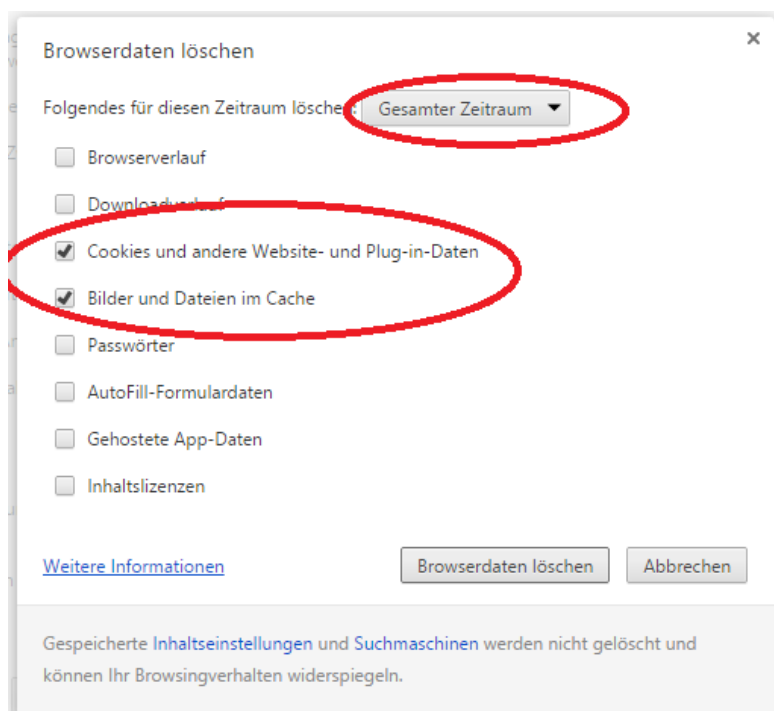 Browserdaten löschen
Folgendes für diesen Zeitraum löschen: Gesamter Zeitraum
Browserverlauf
Downloadverlauf
Cookies und andere Website- und Plug-in-Daten
Bilder und Dateien im Cache
Passwörter
AutoFill-Formulardaten
Gehostete App-Daten
Inhaltslizenzen
Weitere Informationen Browserdaten löschen Abbrechen
Gespeicherte Inhaltseinstellungen und Suchmaschinen werden nicht gelöscht und
können Ihr Browsingverhalten widerspiegeln.